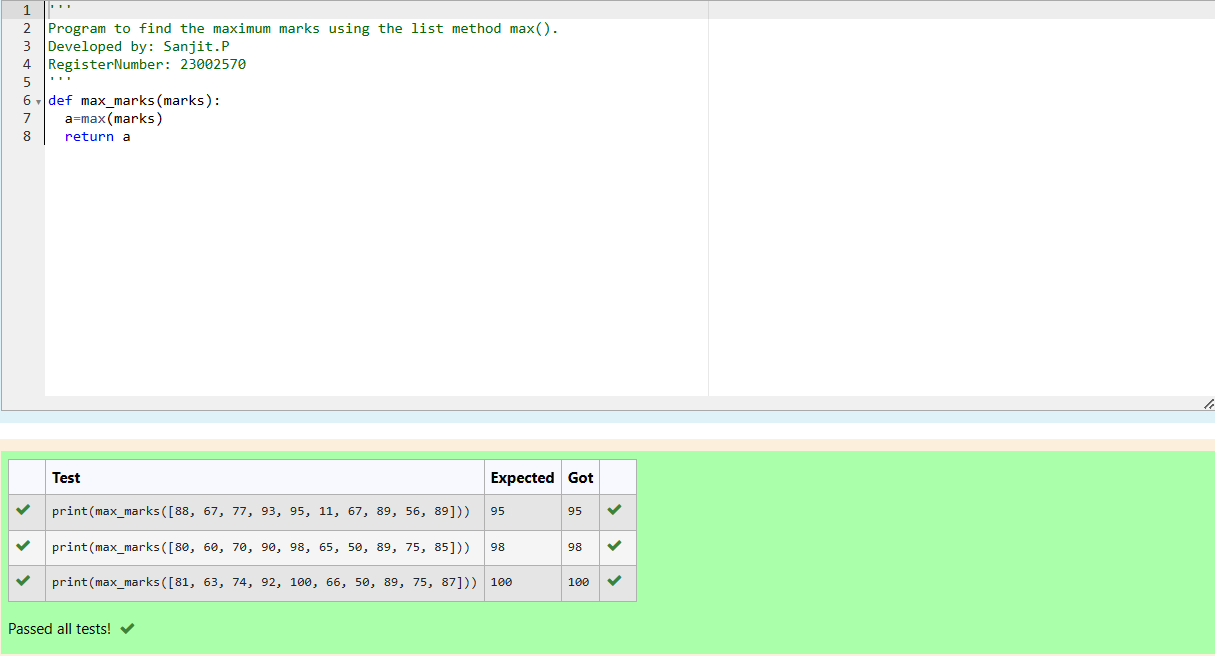 1 '''
2 Program to find the maximum marks using the list method max().
3 Developed by: Sanjit.P
4 RegisterNumber: 23002570
5 '''
6 def max_marks(marks):
7   a=max(marks)
8   return a
Test Expected Got
print(max_marks([88, 67, 77, 93, 95, 11, 67, 89, 56, 89])) 95 95
print(max_marks([80, 60, 70, 90, 98, 65, 50, 89, 75, 85])) 98 98
print(max_marks([81, 63, 74, 92, 100, 66, 50, 89, 75, 87])) 100 100
Passed all tests!